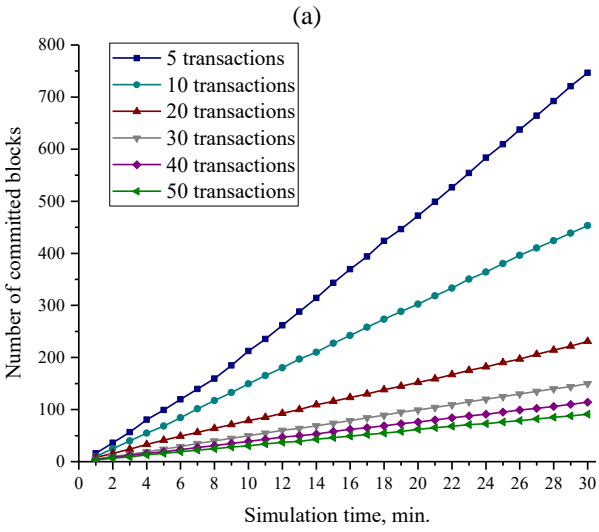 (a)
800
700
600
500
400
300
200
100
0
Number of committed blocks
5 transactions
10 transactions
20 transactions
30 transactions
40 transactions
50 transactions
0 2 4 6 8 10 12 14 16 18 20 22 24 26 28 30
Simulation time, min.